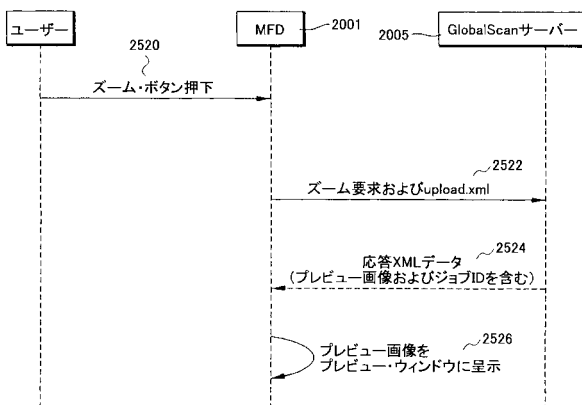 ユーザー
MFD
2001
2005
GlobalScanサーバー
2520
ズーム・ボタン押下
2522
ズーム要求およびupload.xml
2524
応答XMLデータ
(プレビュー画像およびジョブIDを含む)
2526
プレビュー画像を
プレビュー・ウィンドウに呈示